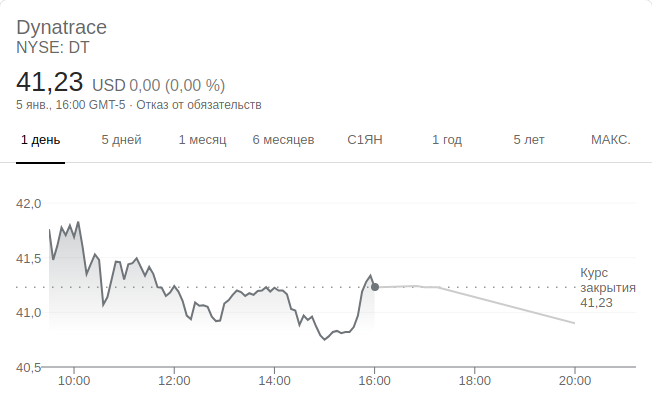 Dynatrace
NYSE: DT
41,23 USD 0,00 (0,00 %)
5 янв., 16:00 GMT-5 · Отказ от обязательств
1 день 5 дней 1 месяц 6 месяцев С1ЯН 1 год 5 лет МАКС.
42,0
41,5
Курс
закрытия
41,23
41,0
40,5
10:00 12:00 14:00 16:00 18:00 20:00